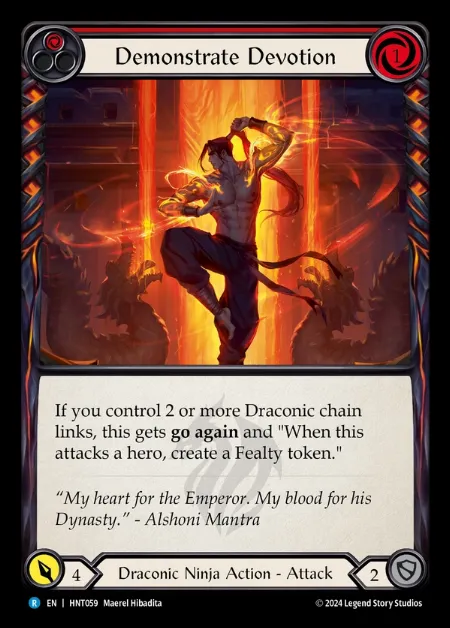 Demonstrate Devotion
1
If you control 2 or more Draconic chain
links, this gets go again and "When this
attacks a hero, create a Fealty token."
“My heart for the Emperor. My blood for his
Dynasty.” - Alshoni Mantra
4
Draconic Ninja Action - Attack
2
R EN | HNT059 Maerel Hibadita
© 2024 Legend Story Studios